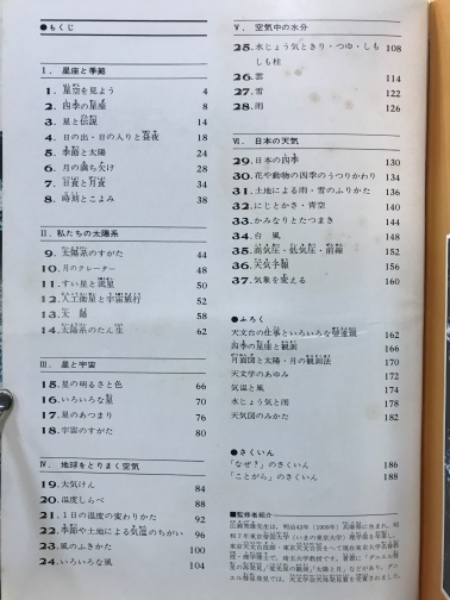 ●もくじ
Ⅰ. 星座と季節
1. 星空を見よう 4
2. 四季の星座 8
3. 星と伝説 14
4. 日の出・日の入りと昼夜 18
5. 季節と太陽 24
6. 月の満ち欠け 28
7. 日食と月食 34
8. 時刻とこよみ 38
Ⅱ. 私たちの太陽系
9. 太陽系のすがた 44
10. 月のクレーター 48
11. すい星と流星 50
12. 人工衛星と宇宙旅行 52
13. 天 60
14. 太陽系のたん生 62
Ⅲ. 星と宇宙
15. 星の明るさと色 66
16. いろいろな星 70
17. 星のあつまり 76
18. 宇宙のすがた 80
Ⅳ. 地球をとりまく空気
19. 大気けん 84
20. 温度しらべ 88
21. 1日の温度の変わりかた 92
22. 季節や土地による気温のちがい 96
23. 風のふきかた 100
24. いろいろな風 104
Ⅴ. 空気中の水分
25. 水じょう気ときり・つゆ・しも 108
しも柱
26. 雲 114
27. 雪 122
28. 雨 126
Ⅵ. 日本の天気
29. 日本の四季 130
30. 花や動物の四季のうつりかわり 134
31. 土地による雨・雪のふりかた 136
32. にじとかさ・青空 140
33. かみなりとたつまき 144
34. 台風 148
35. 高気圧・低気圧・前線 152
36. 天気予報 156
37. 気象を変える 160
●ふろく
天文台の仕事といろいろな望遠鏡 162
四季の星座と観測 166
月面図と太陽・月の観測法 170
天文学のあゆみ 172
気温と風 174
水じょう気と雨 178
天気図のみかた 182
●さくいん
「なぜ？」のさくいん 186
「ことがら」のさくいん 188
■監修者紹介